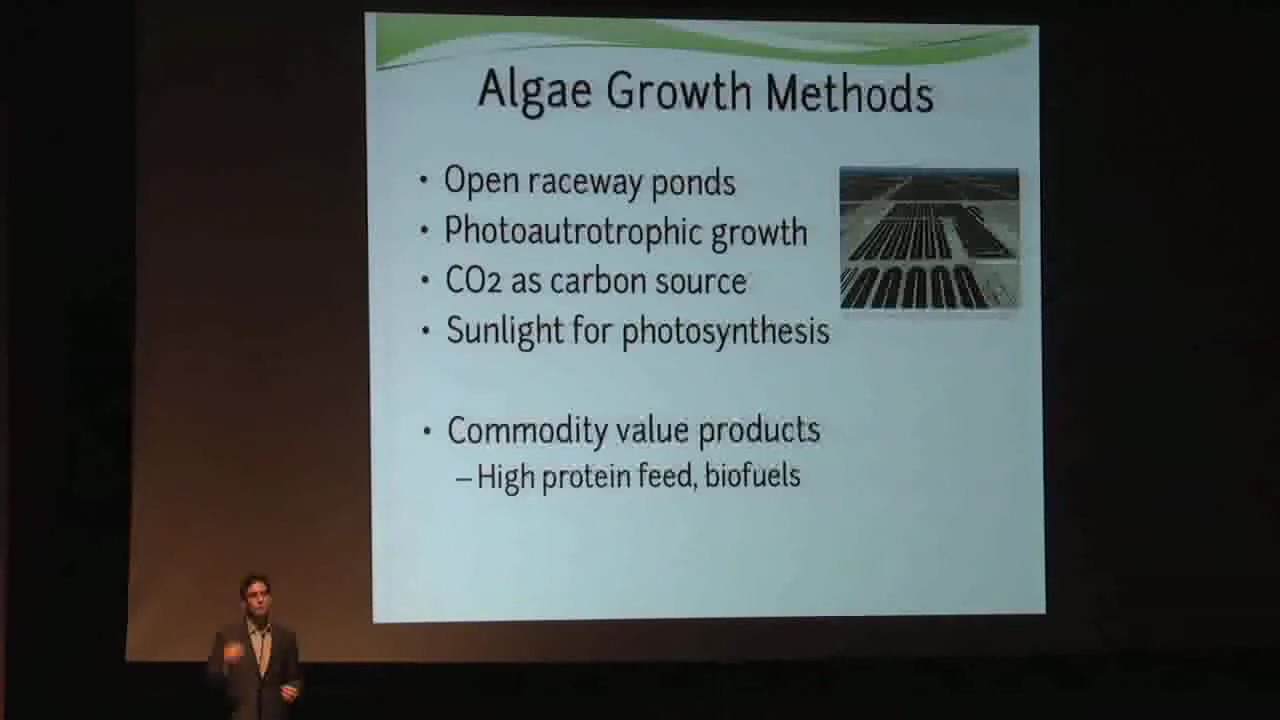 Algae Growth Methods
• Open raceway ponds
• Photoautrotrophic growth
• CO2 as carbon source
• Sunlight for photosynthesis
• Commodity value products
– High protein feed, biofuels